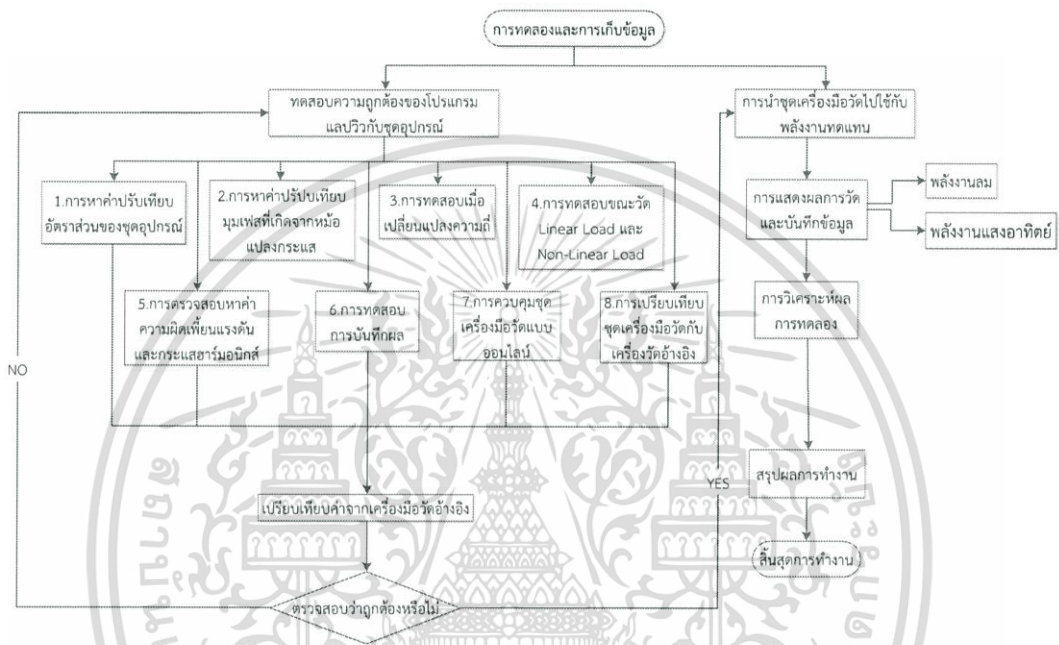 การทดลองและการเก็บข้อมูล
ทดสอบความถูกต้องของโปรแกรม
แลปวิวกับชุดอุปกรณ์
การนำชุดเครื่องมือวัดไปใช้กับ
พลังงานทดแทน
1.การหาค่าปรับเทียบ
อัตราส่วนของชุดอุปกรณ์
2.การหาค่าปรัปบเทียบ
มุมเฟสที่เกิดจากหม้อ
แปลงกระแส
3.การทดสอบเมื่อ
เปลี่ยนแปลงความถี่
4.การทดสอบขณะวัด
Linear Load และ
Non-Linear Load
การแสดงผลการวัด
และบันทึกข้อมูล
พลังงานลม
พลังงานแสงอาทิตย์
5.การตรวจสอบหาค่า
ความผิดเพี้ยนแรงดัน
และกระแสฮาร์มอนิกส์
6.การทดสอบ
การบันทึกผล
7.การควบคุมชุด
เครื่องมือวัดแบบ
ออนไลน์
8.การเปรียบเทียบ
ชุดเครื่องมือวัดกับ
เครื่องวัดอ้างอิง
การวิเคราะห์ผล
การทดลอง
NO
YES
สรุปผลการทำงาน
เปรียบเทียบค่าจากเครื่องมือวัดอ้างอิง
สิ้นสุดการทำงาน
ตรวจสอบว่าถูกต้องหรือไม่